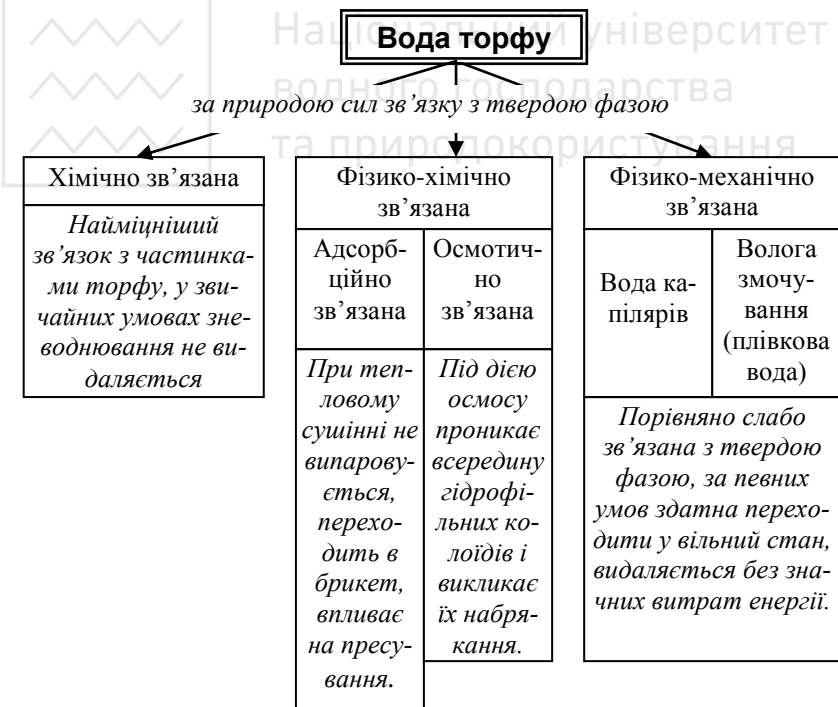 Національний університет
водного господарства
та природокористування
Вода торфу
за природою сил зв’язку з твердою фазою
Хімічно зв’язана
Найміцніший
зв’язок з частинка-
ми торфу, у зви-
чайних умовах зне-
воднювання не ви-
даляється
Фізико-хімічно
зв’язана
Адсорб-
ційно
зв’язана
Осмотич-
но
зв’язана
При теп-
ловому
сушінні не
випарову-
ється,
перехо-
дить в
брикет,
впливає
на пресу-
вання.
Під дією
осмосу
проникає
всередину
гідрофі-
льних ко-
лоїдів і
викликає
їх набря-
кання.
Фізико-механічно
зв’язана
Вода ка-
пілярів
Волога
змочу-
вання
(плівкова
вода)
Порівняно слабо
зв’язана з твердою
фазою, за певних
умов здатна перехо-
дити у вільний стан,
видаляється без зна-
чних витрат енергії.